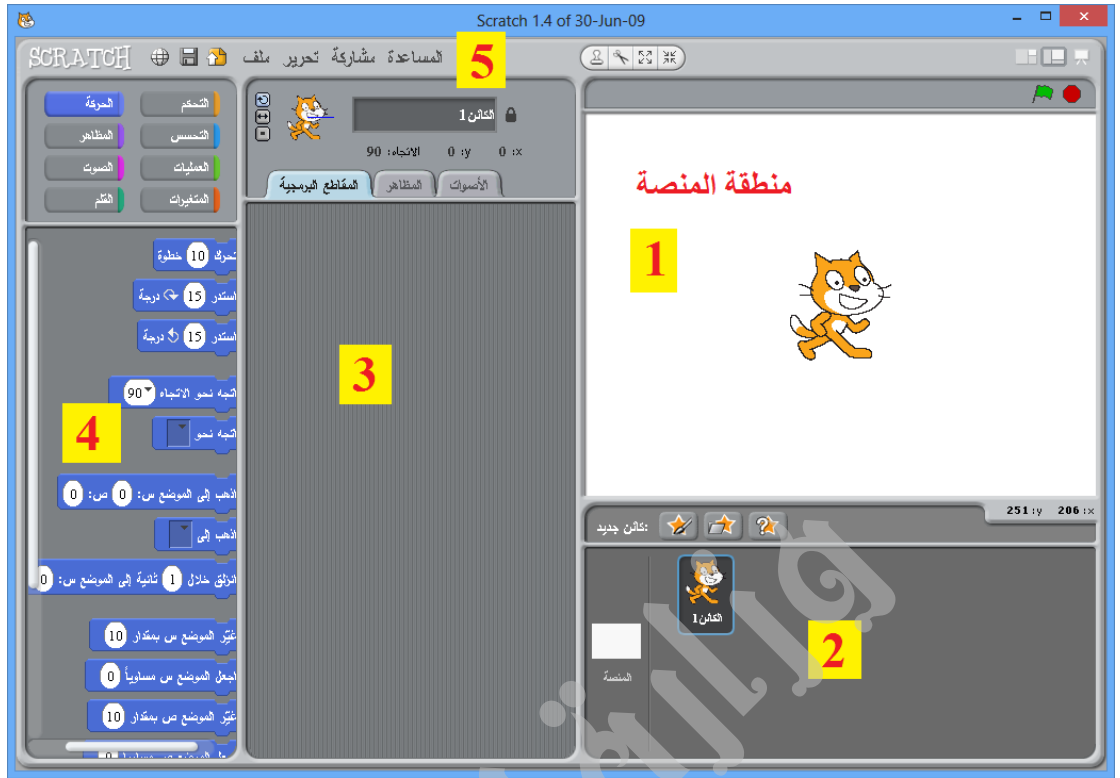 Scratch 1.4 of 30-Jun-09
SCRATCH
ملف تحرير مشاركة المساعدة
5
الحركة
التحكم
المظاهر
التحسس
الصوت
العمليات
القلم
المتغيرات
الكائن1
x: 0 y: 0 الاتجاه: 90
المقاطع البرمجية
المظاهر
الأصوات
تحرك 10 خطوة
استدر 15 درجة
استدر 15 درجة
اتجه نحو الاتجاه 90
اتجه نحو
4
اذهب إلى الموضع س: 0 ص: 0
اذهب إلى
انزلق خلال 1 ثانية إلى الموضع س: 0
غيّر الموضع س بمقدار 10
اجعل الموضع س مساوياً 0
غيّر الموضع ص بمقدار 10
اجعل الموضع ص مساوياً 0
3
منطقة المنصة
1
x: 206 y: 251
كائن جديد:
الكائن1
المنصة
2